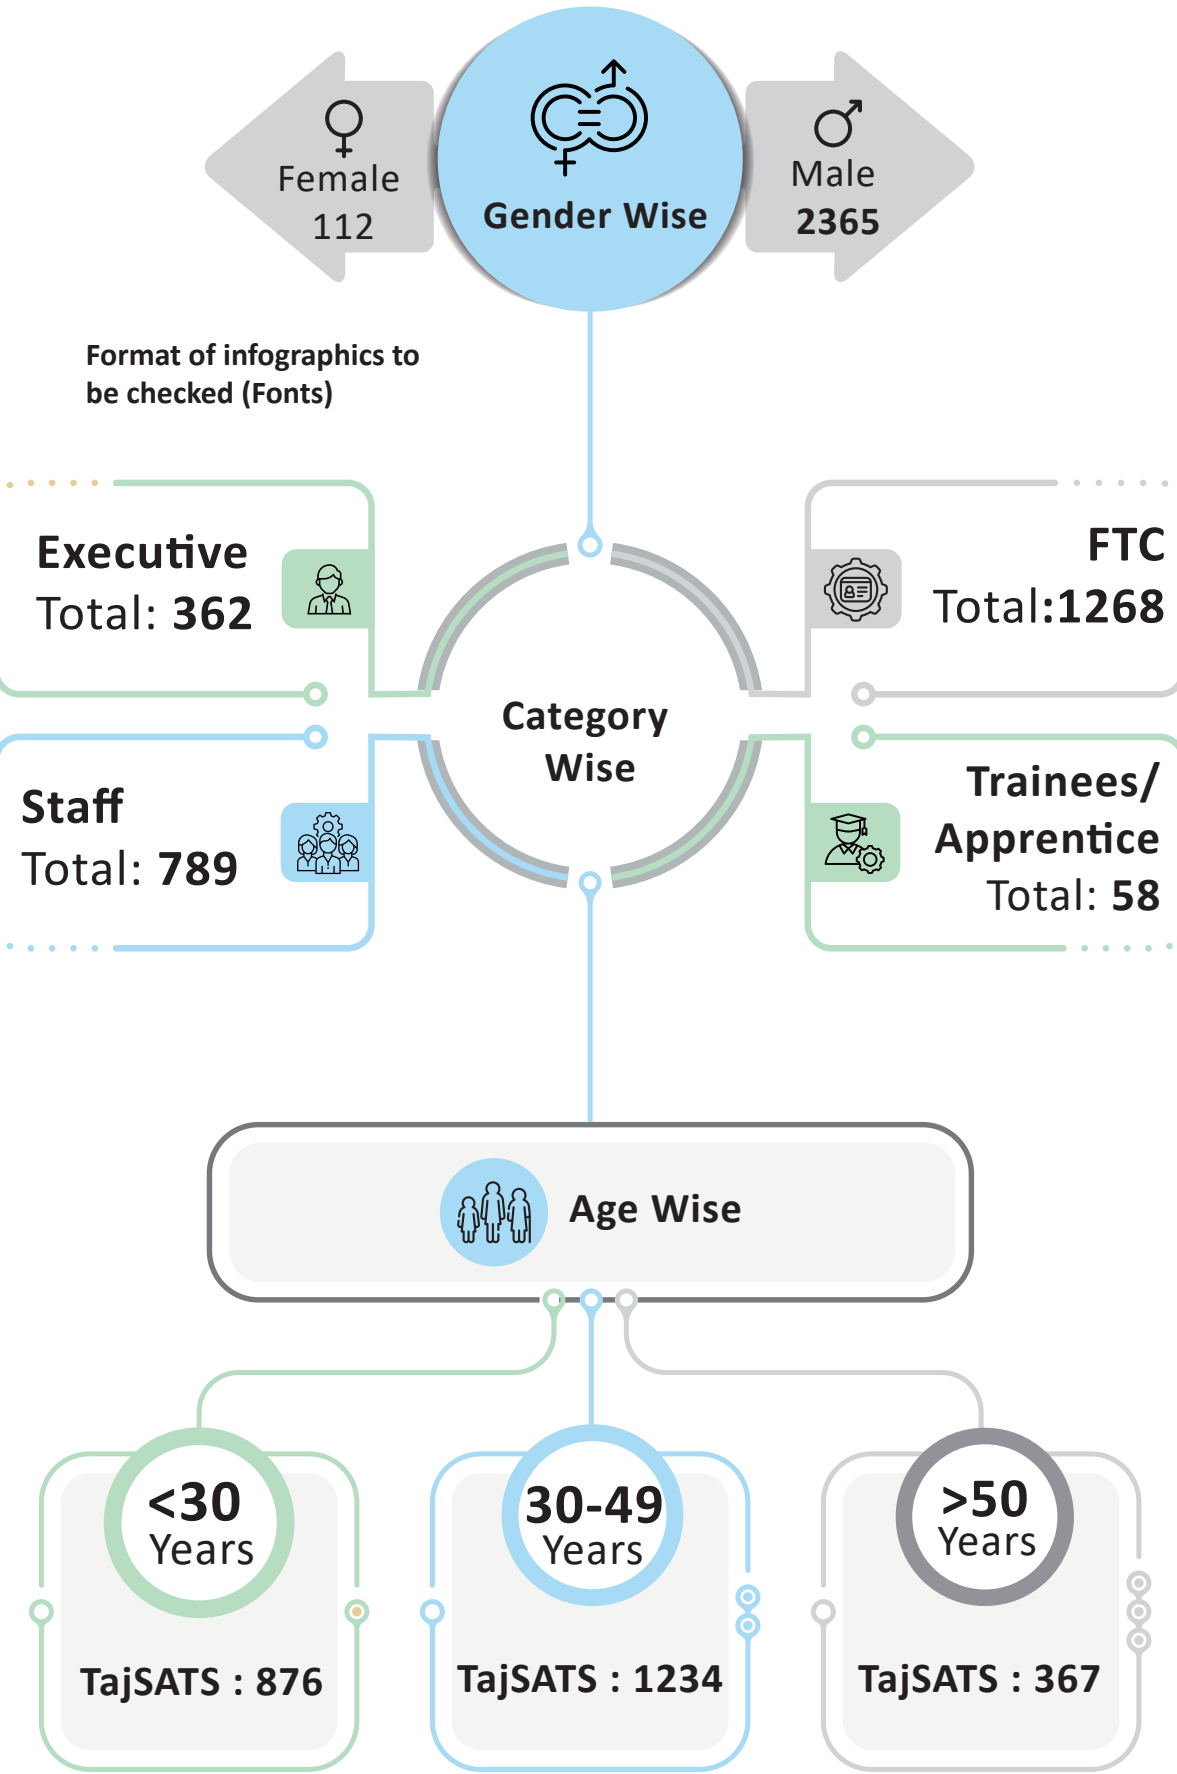 Female
112
Gender Wise
Male
2365
Format of infographics to
be checked (Fonts)
Executive
Total: 362
FTC
Total:1268
Category
Wise
Staff
Total: 789
Trainees/
Apprentice
Total: 58
Age Wise
<30
Years
TajSATS : 876
30-49
Years
TajSATS : 1234
>50
Years
TajSATS : 367